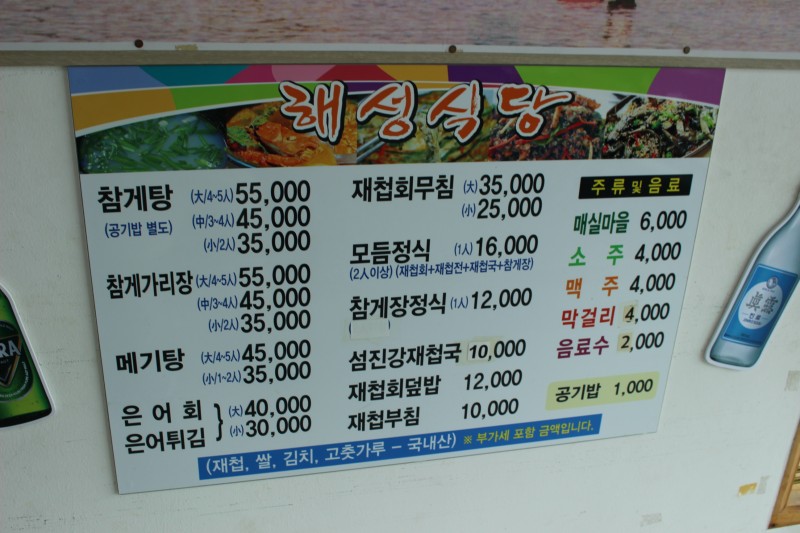 해성식당
참게탕 (大/4~5人) 55,000
(공기밥 별도) (中/3~4人) 45,000
(小/2人) 35,000
참게가리장 (大/4~5人) 55,000
(中/3~4人) 45,000
(小/2人) 35,000
메기탕 (大/4~5人) 45,000
(小/1~2人) 35,000
은어회 (大) 40,000
은어튀김 (小) 30,000
재첩회무침 (大) 35,000
(小) 25,000
모듬정식 (1人) 16,000
(2人이상) (재첩회+재첩전+재첩국+참게장)
참게장정식 (1人) 12,000
섬진강재첩국 10,000
재첩회덮밥 12,000
재첩부침 10,000
주류 및 음료
매실마을 6,000
소주 4,000
맥주 4,000
막걸리 4,000
음료수 2,000
공기밥 1,000
(재첩, 쌀, 김치, 고춧가루 – 국내산) ※ 부가세 포함 금액입니다.
眞露
RA